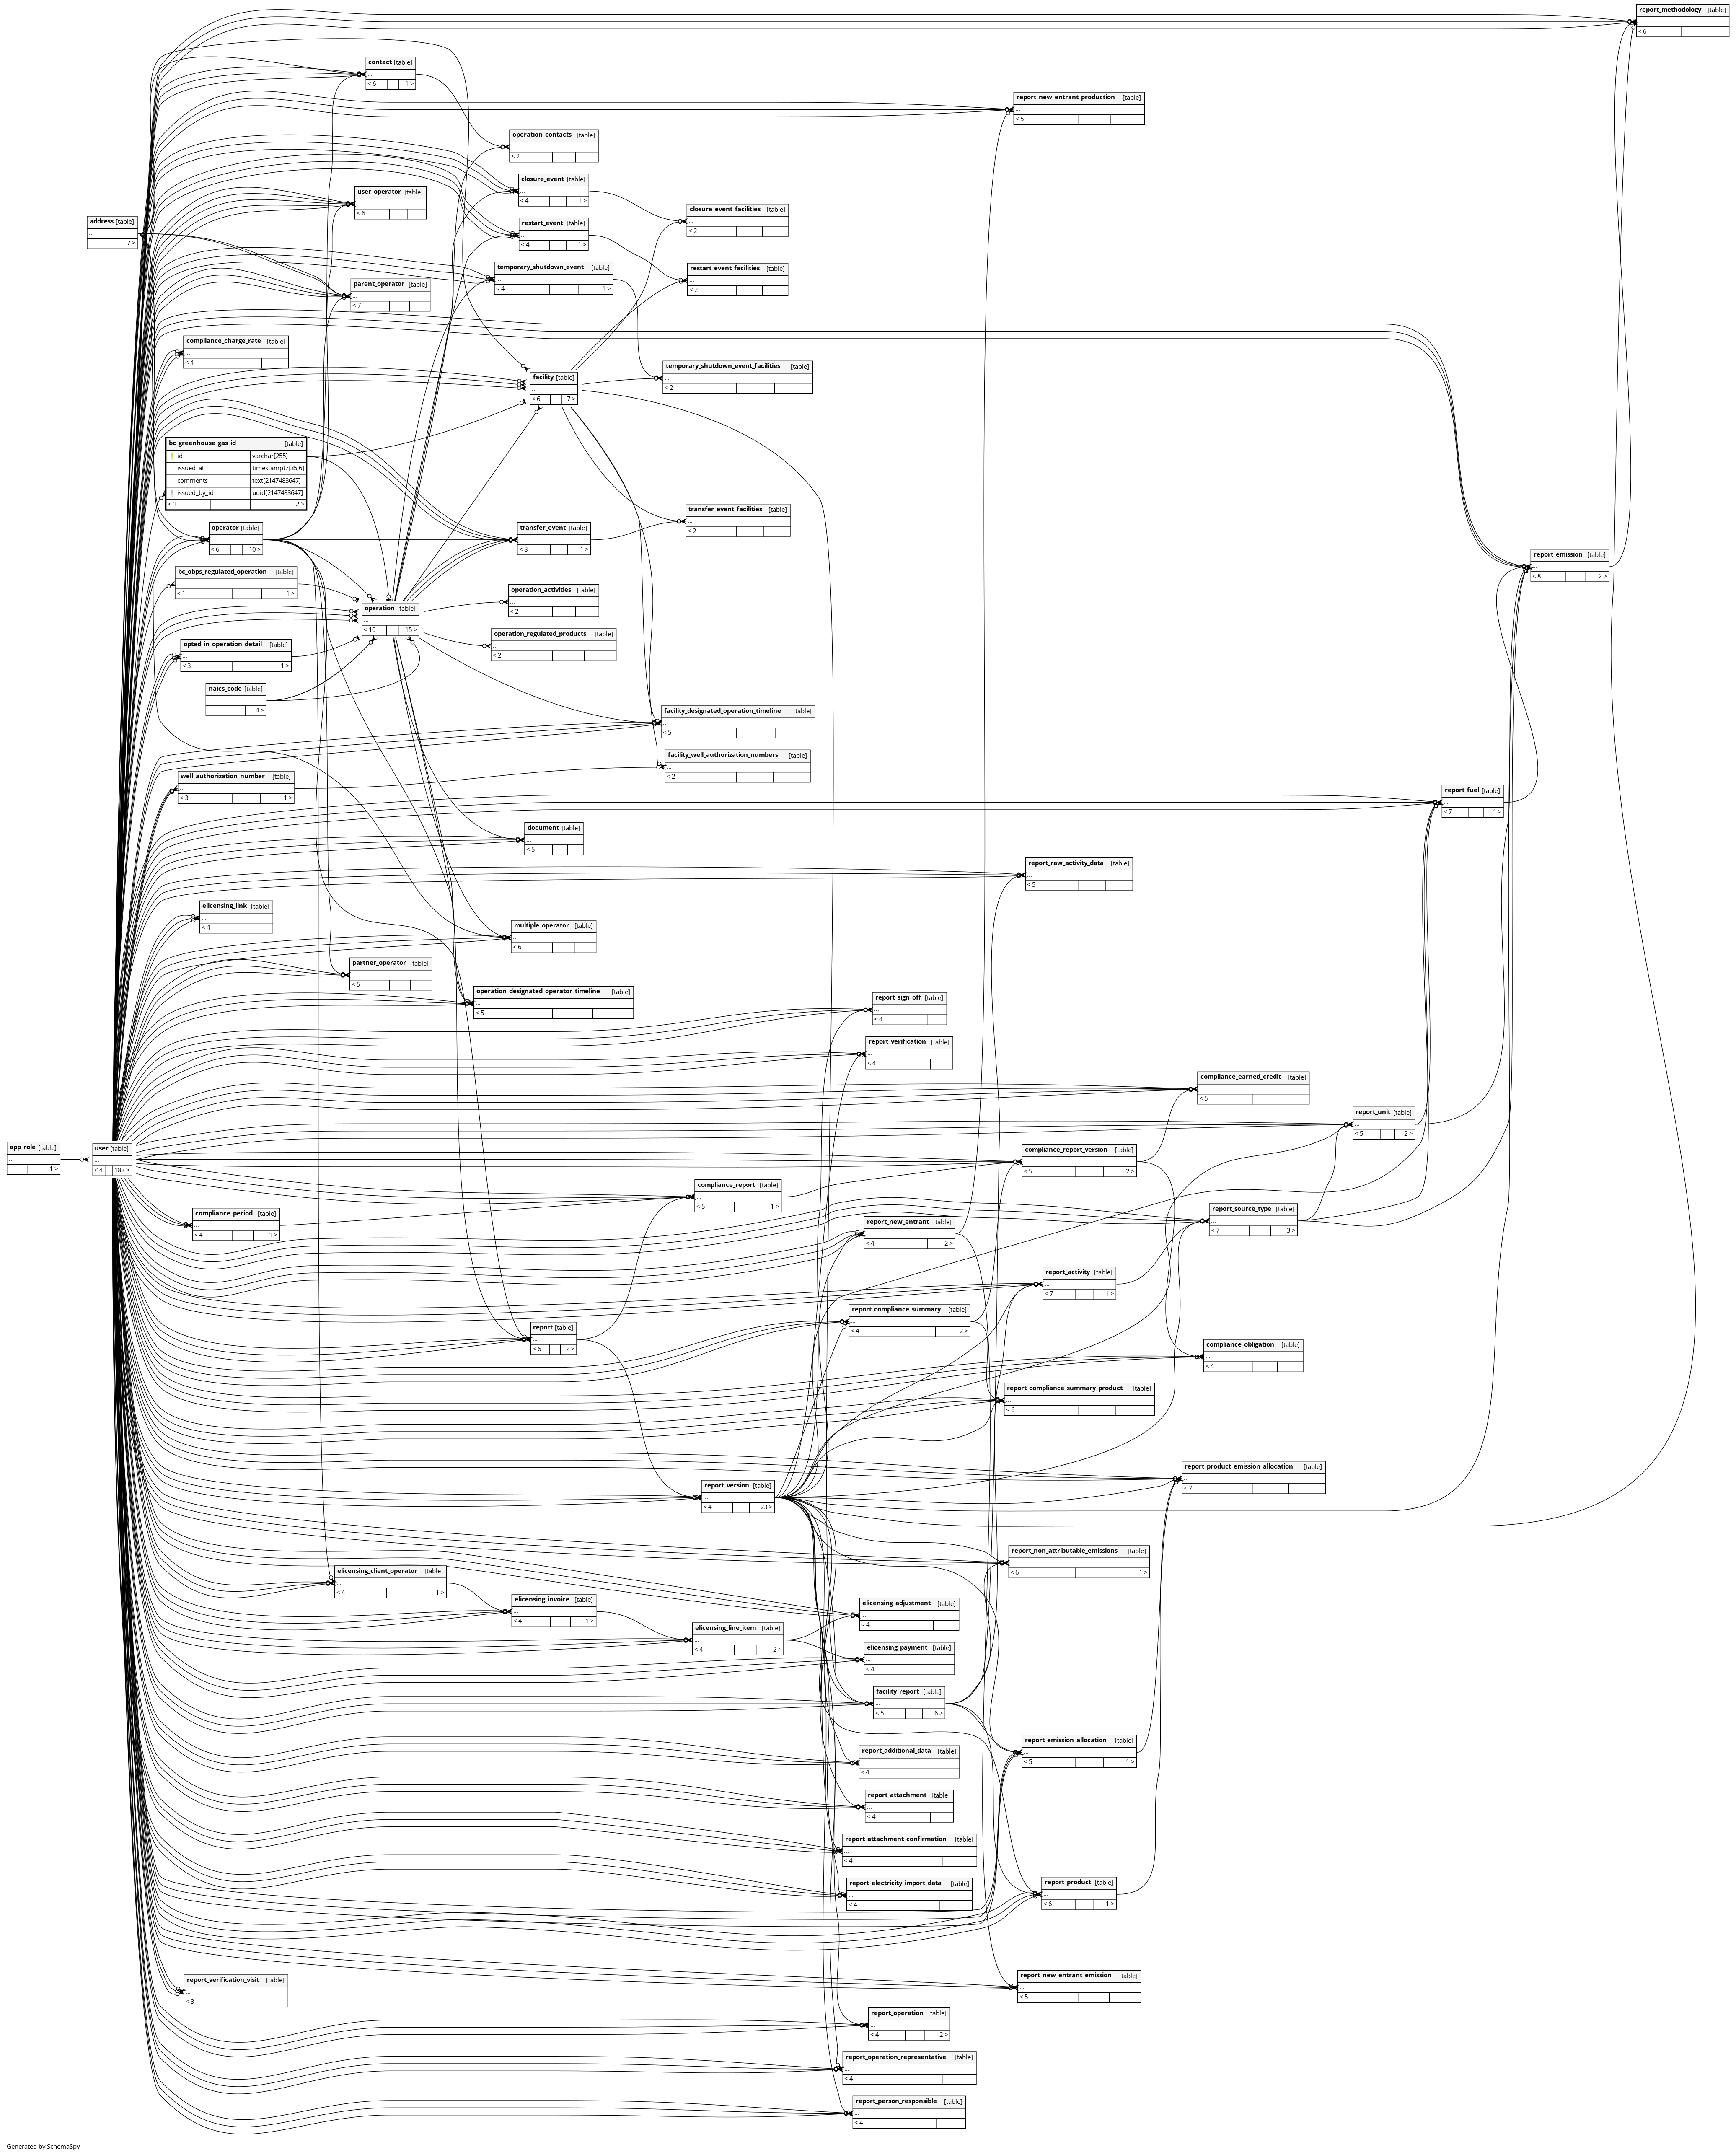 report_methodology [table]
...
< 6
contact [table]
...
< 6 1 >
report_new_entrant_production [table]
...
< 5
operation_contacts [table]
...
< 2
closure_event [table]
...
< 4 1 >
user_operator [table]
...
< 6
closure_event_facilities [table]
...
< 2
address [table]
...
7 >
restart_event [table]
...
< 4 1 >
temporary_shutdown_event [table]
...
< 4 1 >
restart_event_facilities [table]
...
< 2
parent_operator [table]
...
< 7
compliance_charge_rate [table]
...
< 4
temporary_shutdown_event_facilities [table]
...
< 2
facility [table]
...
< 6 7 >
bc_greenhouse_gas_id [table]
id varchar[255]
issued_at timestamptz[35,6]
comments text[2147483647]
issued_by_id uuid[2147483647]
< 1 2 >
transfer_event_facilities [table]
...
< 2
operator [table]
...
< 6 10 >
transfer_event [table]
...
< 8 1 >
report_emission [table]
...
< 8 2 >
bc_obps_regulated_operation [table]
...
< 1 1 >
operation_activities [table]
...
< 2
operation [table]
...
< 10 15 >
operation_regulated_products [table]
...
< 2
opted_in_operation_detail [table]
...
< 3 1 >
naics_code [table]
...
4 >
facility_designated_operation_timeline [table]
...
< 5
facility_well_authorization_numbers [table]
...
< 2
well_authorization_number [table]
...
< 3 1 >
report_fuel [table]
...
< 7 1 >
document [table]
...
< 5
report_raw_activity_data [table]
...
< 5
elicensing_link [table]
...
< 4
multiple_operator [table]
...
< 6
partner_operator [table]
...
< 5
operation_designated_operator_timeline [table]
...
< 5
report_sign_off [table]
...
< 4
report_verification [table]
...
< 4
compliance_earned_credit [table]
...
< 5
report_unit [table]
...
< 5 2 >
app_role [table]
...
1 >
user [table]
...
< 4 182 >
compliance_report_version [table]
...
< 5 2 >
compliance_report [table]
...
< 5 1 >
compliance_period [table]
...
< 4 1 >
report_source_type [table]
...
< 7 3 >
report_new_entrant [table]
...
< 4 2 >
report_activity [table]
...
< 7 1 >
report_compliance_summary [table]
...
< 4 2 >
report [table]
...
< 6 2 >
compliance_obligation [table]
...
< 4
report_compliance_summary_product [table]
...
< 6
report_product_emission_allocation [table]
...
< 7
report_version [table]
...
< 4 23 >
report_non_attributable_emissions [table]
...
< 6 1 >
elicensing_client_operator [table]
...
< 4 1 >
elicensing_invoice [table]
...
< 4 1 >
elicensing_adjustment [table]
...
< 4
elicensing_line_item [table]
...
< 4 2 >
elicensing_payment [table]
...
< 4
facility_report [table]
...
< 5 6 >
report_emission_allocation [table]
...
< 5 1 >
report_additional_data [table]
...
< 4
report_attachment [table]
...
< 4
report_attachment_confirmation [table]
...
< 4
report_electricity_import_data [table]
...
< 4
report_product [table]
...
< 6 1 >
report_verification_visit [table]
...
< 3
report_new_entrant_emission [table]
...
< 5
report_operation [table]
...
< 4 2 >
report_operation_representative [table]
...
< 4
report_person_responsible [table]
...
< 4
Generated by SchemaSpy